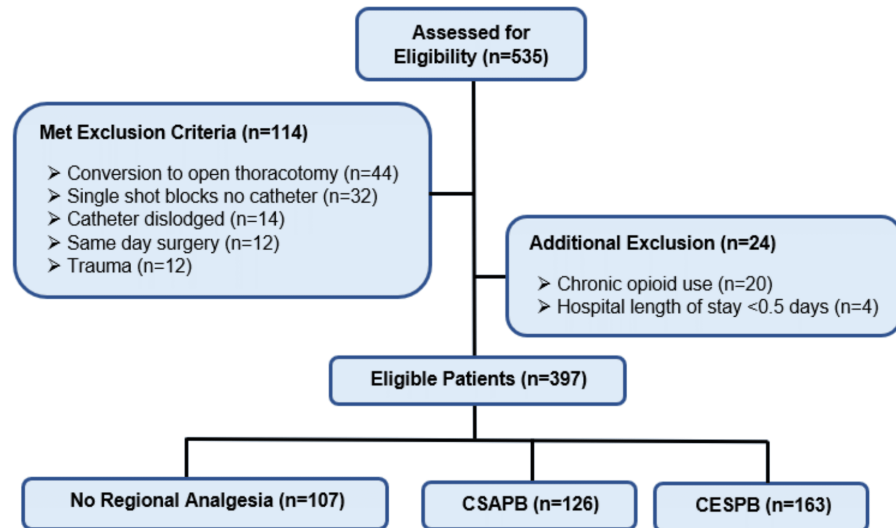 Assessed for
Eligibility (n=535)
Met Exclusion Criteria (n=114)
➢ Conversion to open thoracotomy (n=44)
➢ Single shot blocks no catheter (n=32)
➢ Catheter dislodged (n=14)
➢ Same day surgery (n=12)
➢ Trauma (n=12)
Additional Exclusion (n=24)
➢ Chronic opioid use (n=20)
➢ Hospital length of stay <0.5 days (n=4)
Eligible Patients (n=397)
No Regional Analgesia (n=107)
CSAPB (n=126)
CESPB (n=163)